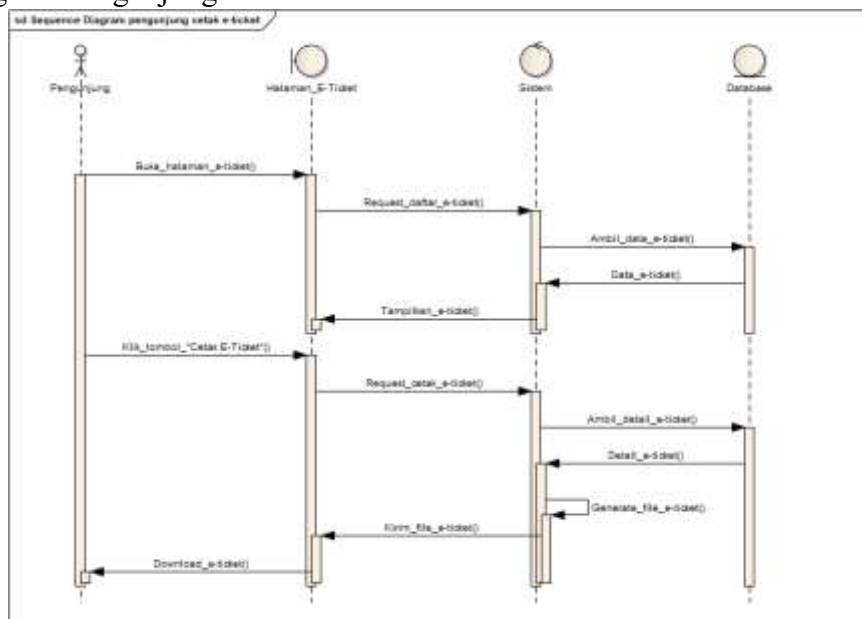 sd Sequence Diagram pengunjung cetak e-ticket
Pengunjung
Halaman_E-Ticket
Sistem
Database
Buka_halaman_e-ticket()
Request_daftar_e-ticket()
Ambil_data_e-ticket()
Data_e-ticket()
Tampilkan_e-ticket()
Klik_tombol_"Cetak E-Ticket"()
Request_cetak_e-ticket()
Ambil_detail_e-ticket()
Detail_e-ticket()
Generate_file_e-ticket()
Kirim_file_e-ticket()
Download_e-ticket()